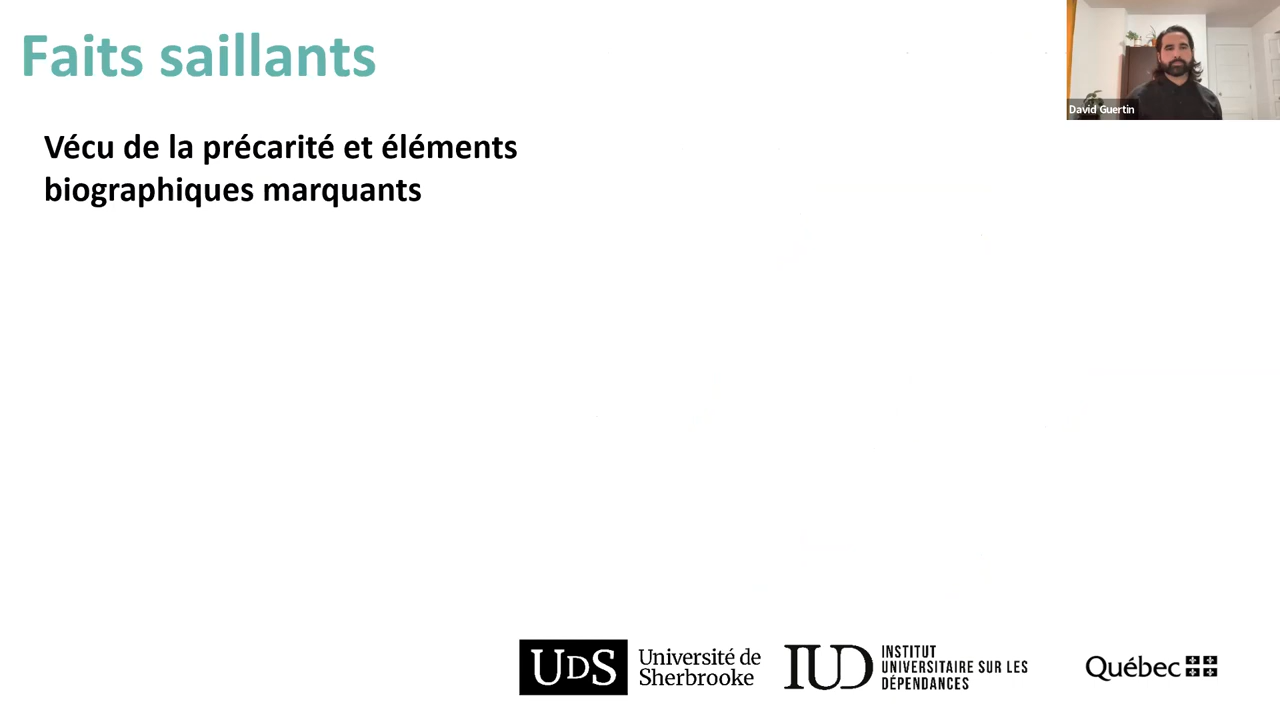 Faits saillants
David Guertin
Vécu de la précarité et éléments
biographiques marquants
UDS
Université de
Sherbrooke
IUD
INSTITUT
UNIVERSITAIRE SUR LES
DÉPENDANCES
Québec